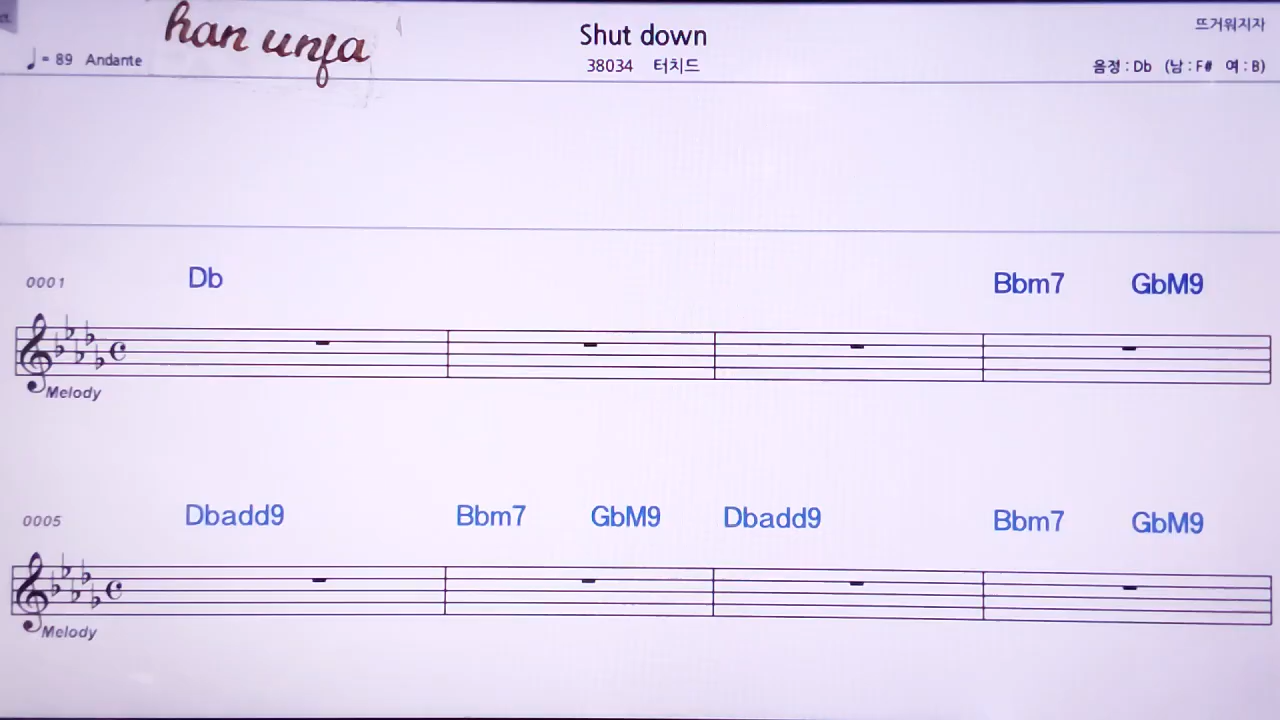 han unfa
Shut down
뜨거워지자
♩= 89 Andante
38034 터치드
음정 : Db (남 : F# 여 : B)
0001
Db
Bbm7
GbM9
Melody
0005
Dbadd9
Bbm7
GbM9
Dbadd9
Bbm7
GbM9
Melody